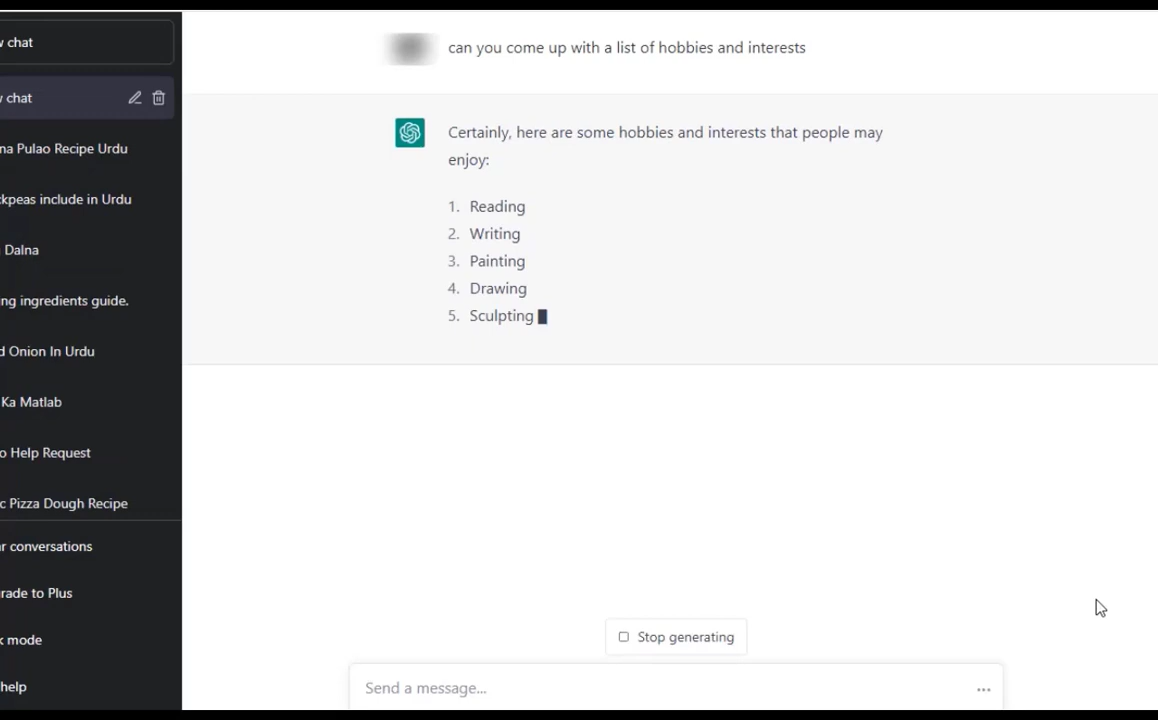 w chat
w chat
na Pulao Recipe Urdu
ckpeas include in Urdu
Dalna
ng ingredients guide.
d Onion In Urdu
Ka Matlab
o Help Request
c Pizza Dough Recipe
r conversations
rade to Plus
k mode
help
can you come up with a list of hobbies and interests
Certainly, here are some hobbies and interests that people may
enjoy:
1. Reading
2. Writing
3. Painting
4. Drawing
5. Sculpting
Stop generating
Send a message...